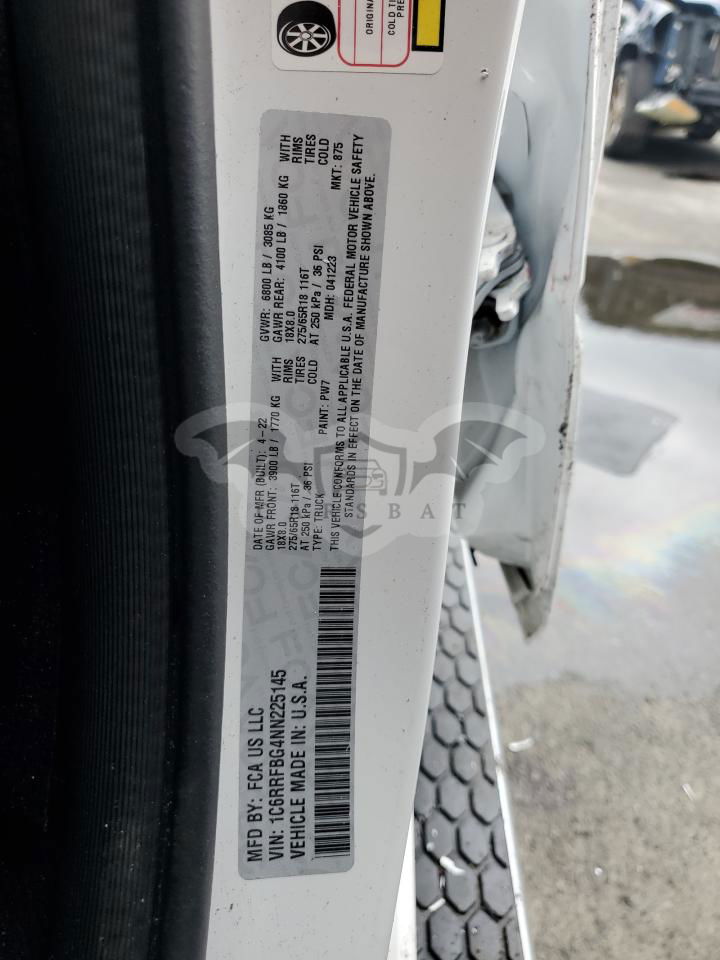 ORIGINA
COLD TI
PRE
MFD BY: FCA US LLC
VIN: 1C6RRFBG4NN225145
VEHICLE MADE IN: U.S.A.
DATE OF MFR (BUILT): 4-22 GVWR: 6800 LB / 3085 KG
GAWR FRONT: 3900 LB / 1770 KG WITH GAWR REAR: 4100 LB / 1860 KG WITH
18X8.0 RIMS 18X8.0 RIMS
275/65R18 116T TIRES 275/65R18 116T TIRES
AT 250 kPa / 36 PSI COLD AT 250 kPa / 36 PSI COLD
TYPE: TRUCK PAINT: PW7 MDH: 041223 MKT: 875
THIS VEHICLE CONFORMS TO ALL APPLICABLE U.S.A. FEDERAL MOTOR VEHICLE SAFETY
STANDARDS IN EFFECT ON THE DATE OF MANUFACTURE SHOWN ABOVE.